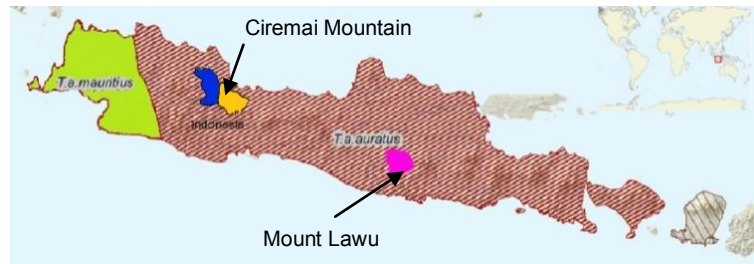 Ciremai Mountain
T.a.mauritius
Indonesia
T.a.auratus
Mount Lawu